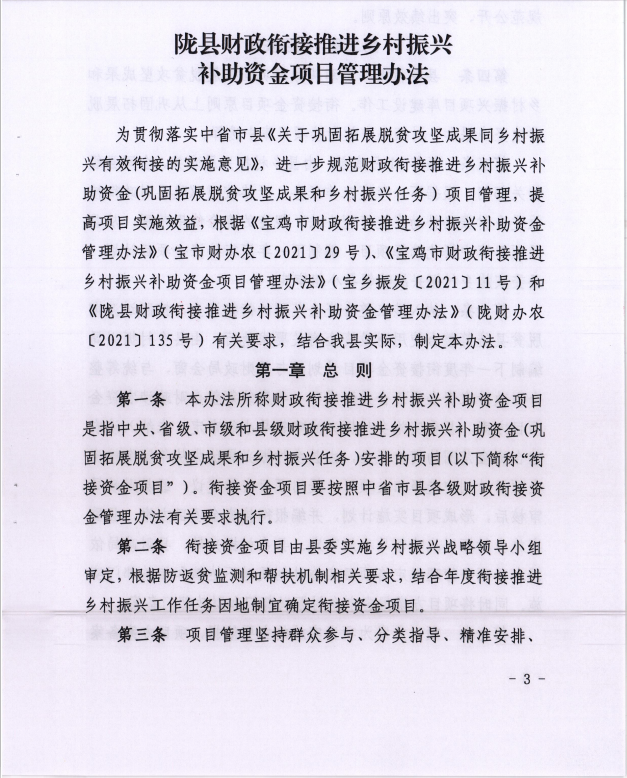 陇县财政衔接推进乡村振兴
补助资金项目管理办法
为贯彻落实中省市县《关于巩固拓展脱贫攻坚成果同乡村振
兴有效衔接的实施意见》，进一步规范财政衔接推进乡村振兴补
助资金(巩固拓展脱贫攻坚成果和乡村振兴任务）项目管理，提
高项目实施效益，根据《宝鸡市财政衔接推进乡村振兴补助资金
管理办法》（宝市财办农〔2021〕29号）、《宝鸡市财政衔接推进
乡村振兴补助资金项目管理办法》（宝乡振发〔2021〕11号）和
《陇县财政衔接推进乡村振兴补助资金管理办法》（陇财办农
〔2021〕135号）有关要求，结合我县实际，制定本办法。
第一章 总 则
第一条 本办法所称财政衔接推进乡村振兴补助资金项目
是指中央、省级、市级和县级财政衔接推进乡村振兴补助资金(巩
固拓展脱贫攻坚成果和乡村振兴任务)安排的项目(以下简称“衔
接资金项目”)。衔接资金项目要按照中省市县各级财政衔接资
金管理办法有关要求执行。
第二条 衔接资金项目由县委实施乡村振兴战略领导小组
审定，根据防返贫监测和帮扶机制相关要求，结合年度衔接推进
乡村振兴工作任务因地制宜确定衔接资金项目。
第三条 项目管理坚持群众参与、分类指导、精准安排、
- 3 -